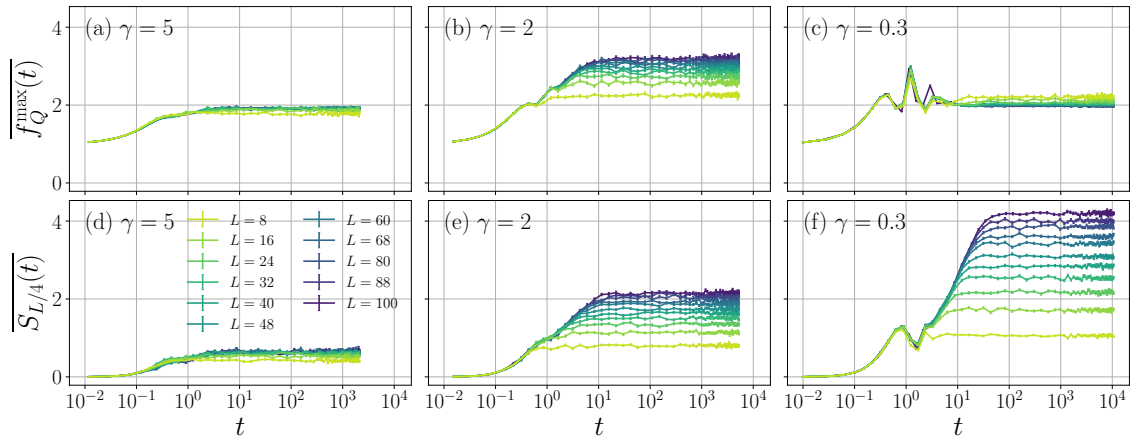 (a) γ = 5
(b) γ = 2
(c) γ = 0.3
4
2
0
f_Q^max(t)
10^−2 10^−1 10^0 10^1 10^2 10^3 10^4
10^−2 10^−1 10^0 10^1 10^2 10^3 10^4
10^−2 10^−1 10^0 10^1 10^2 10^3 10^4
(d) γ = 5
(e) γ = 2
(f) γ = 0.3
4
2
0
S_{L/4}(t)
L = 8
L = 16
L = 24
L = 32
L = 40
L = 48
L = 60
L = 68
L = 80
L = 88
L = 100
t
t
t